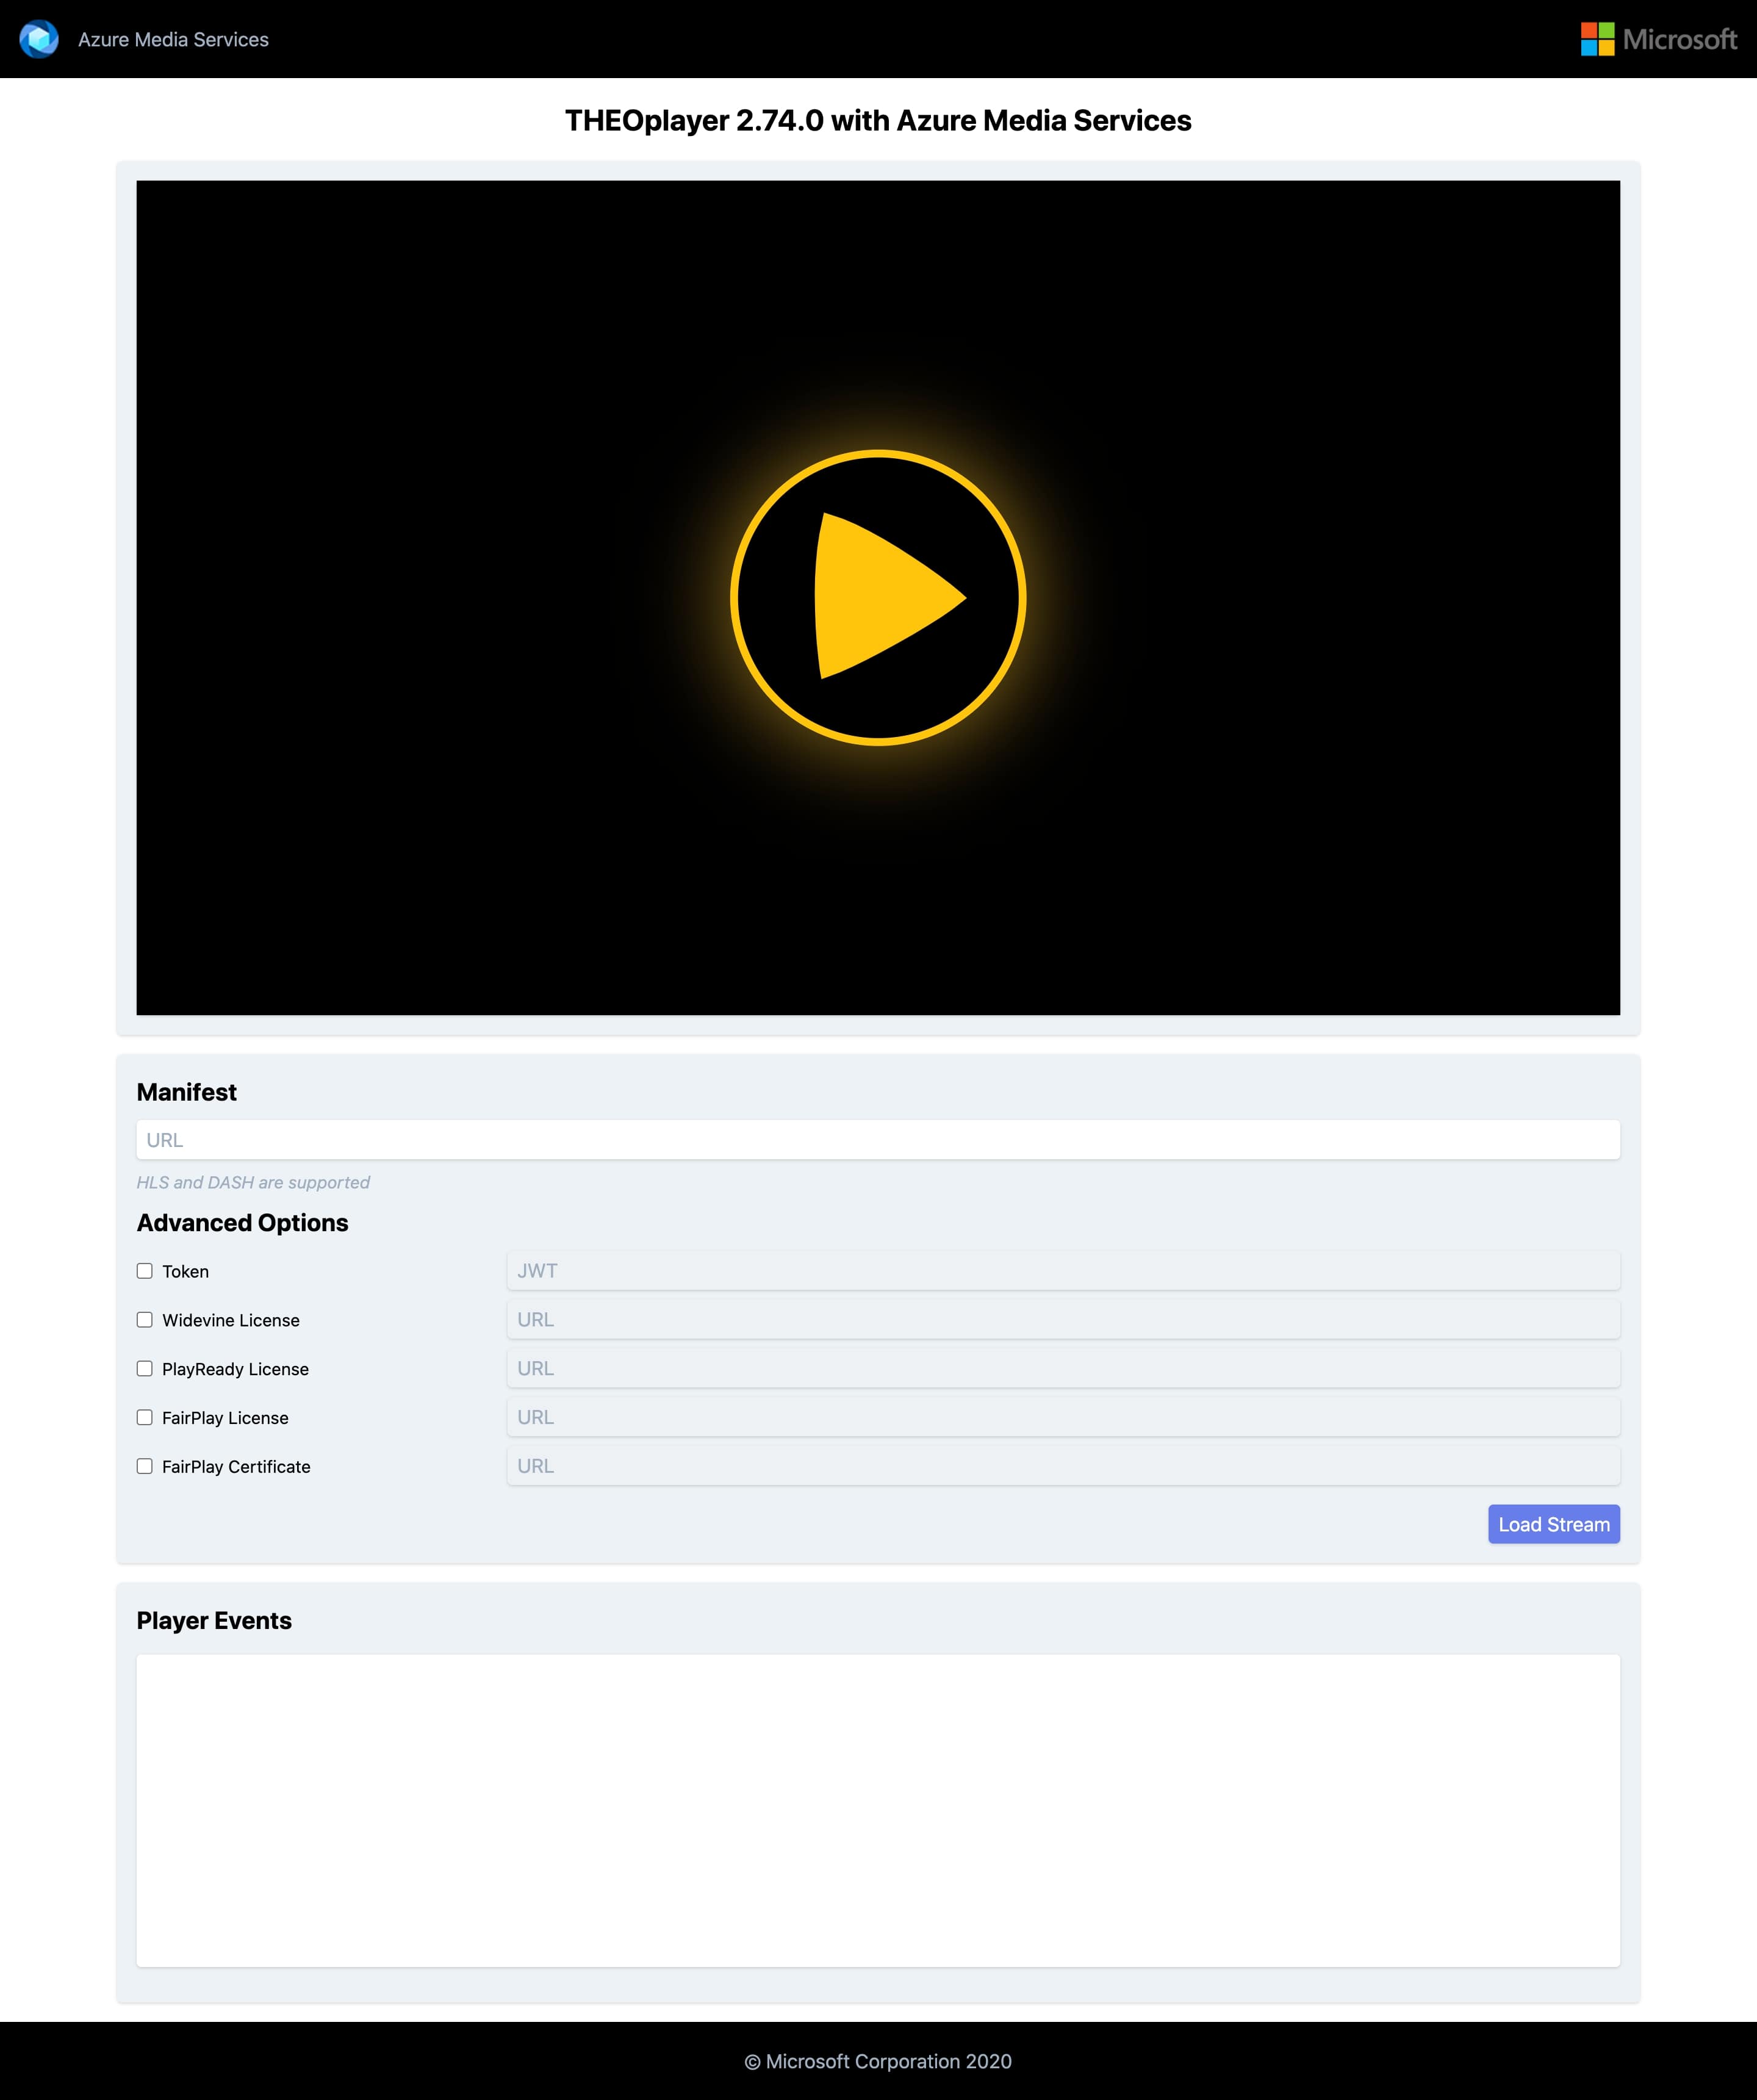 Azure Media Services
Microsoft
THEOplayer 2.74.0 with Azure Media Services
Manifest
URL
HLS and DASH are supported
Advanced Options
Token
JWT
Widevine License
URL
PlayReady License
URL
FairPlay License
URL
FairPlay Certificate
URL
Load Stream
Player Events
© Microsoft Corporation 2020